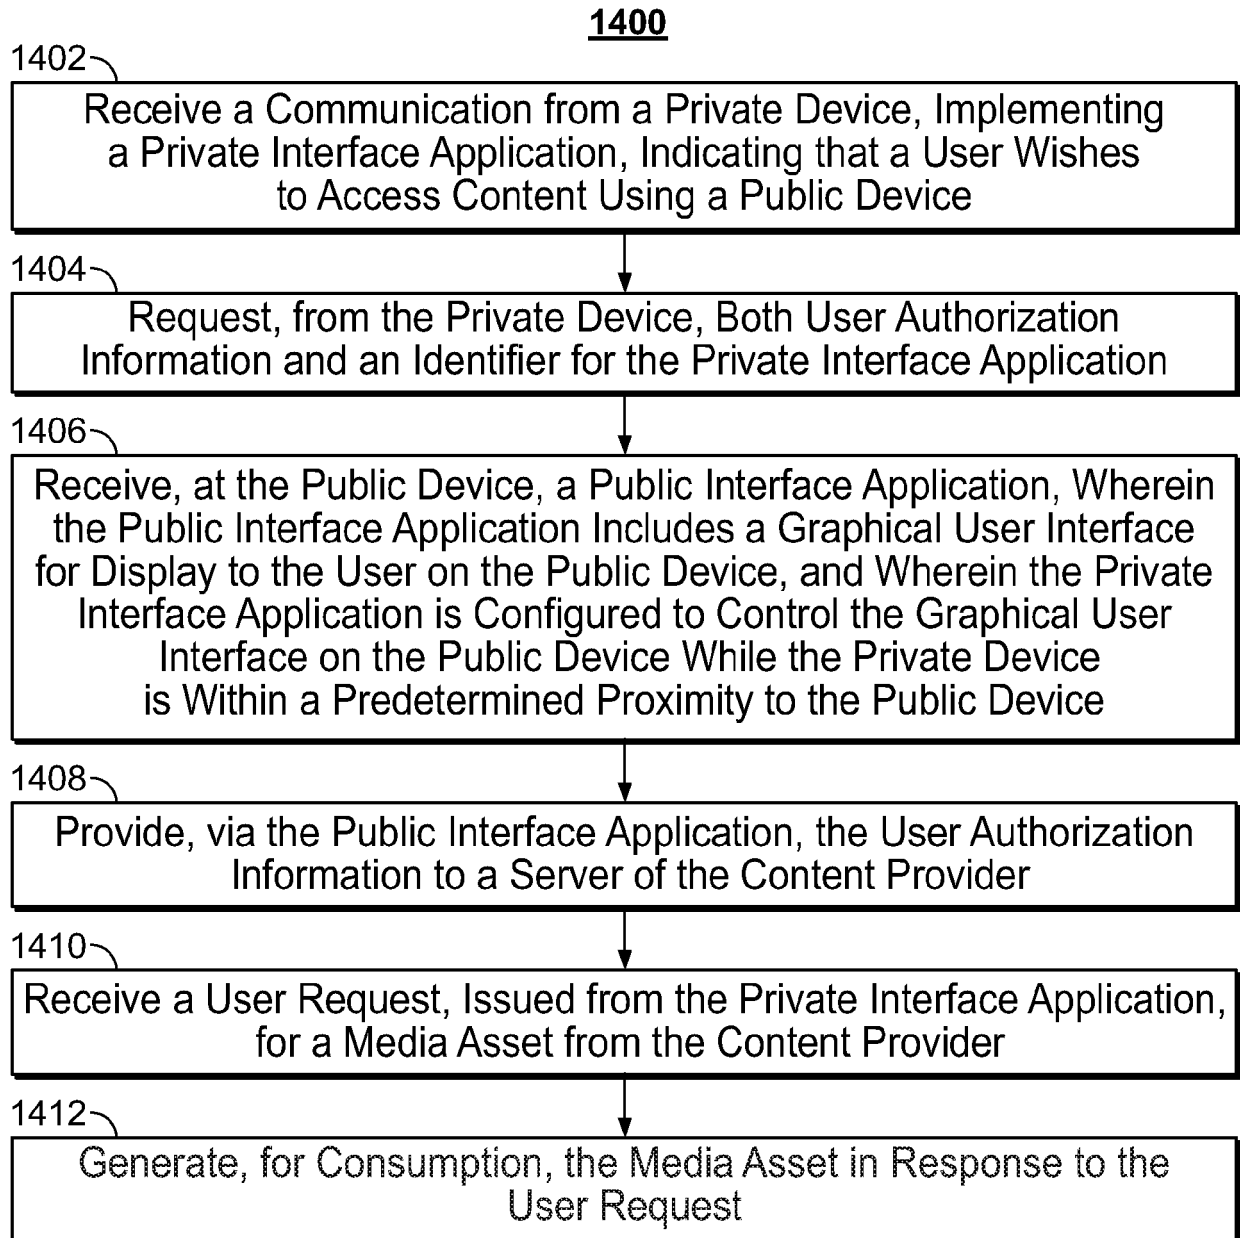 1400
1402
Receive a Communication from a Private Device, Implementing
a Private Interface Application, Indicating that a User Wishes
to Access Content Using a Public Device
1404
Request, from the Private Device, Both User Authorization
Information and an Identifier for the Private Interface Application
1406
Receive, at the Public Device, a Public Interface Application, Wherein
the Public Interface Application Includes a Graphical User Interface
for Display to the User on the Public Device, and Wherein the Private
Interface Application is Configured to Control the Graphical User
Interface on the Public Device While the Private Device
is Within a Predetermined Proximity to the Public Device
1408
Provide, via the Public Interface Application, the User Authorization
Information to a Server of the Content Provider
1410
Receive a User Request, Issued from the Private Interface Application,
for a Media Asset from the Content Provider
1412
Generate, for Consumption, the Media Asset in Response to the
User Request